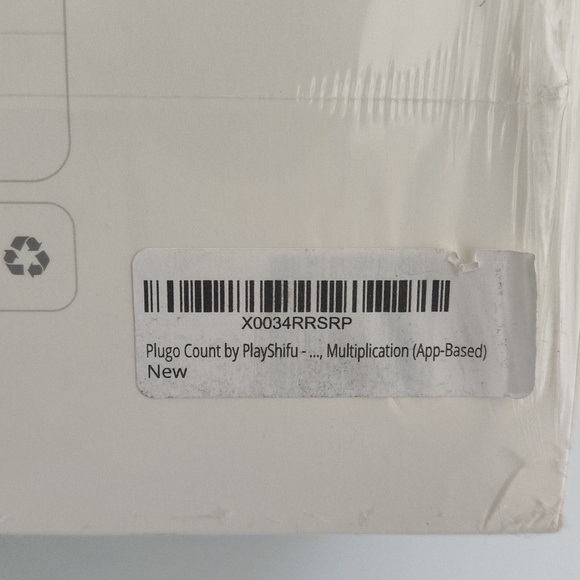 X0034RRSRP
Plugo Count by PlayShifu - ..., Multiplication (App-Based)
New